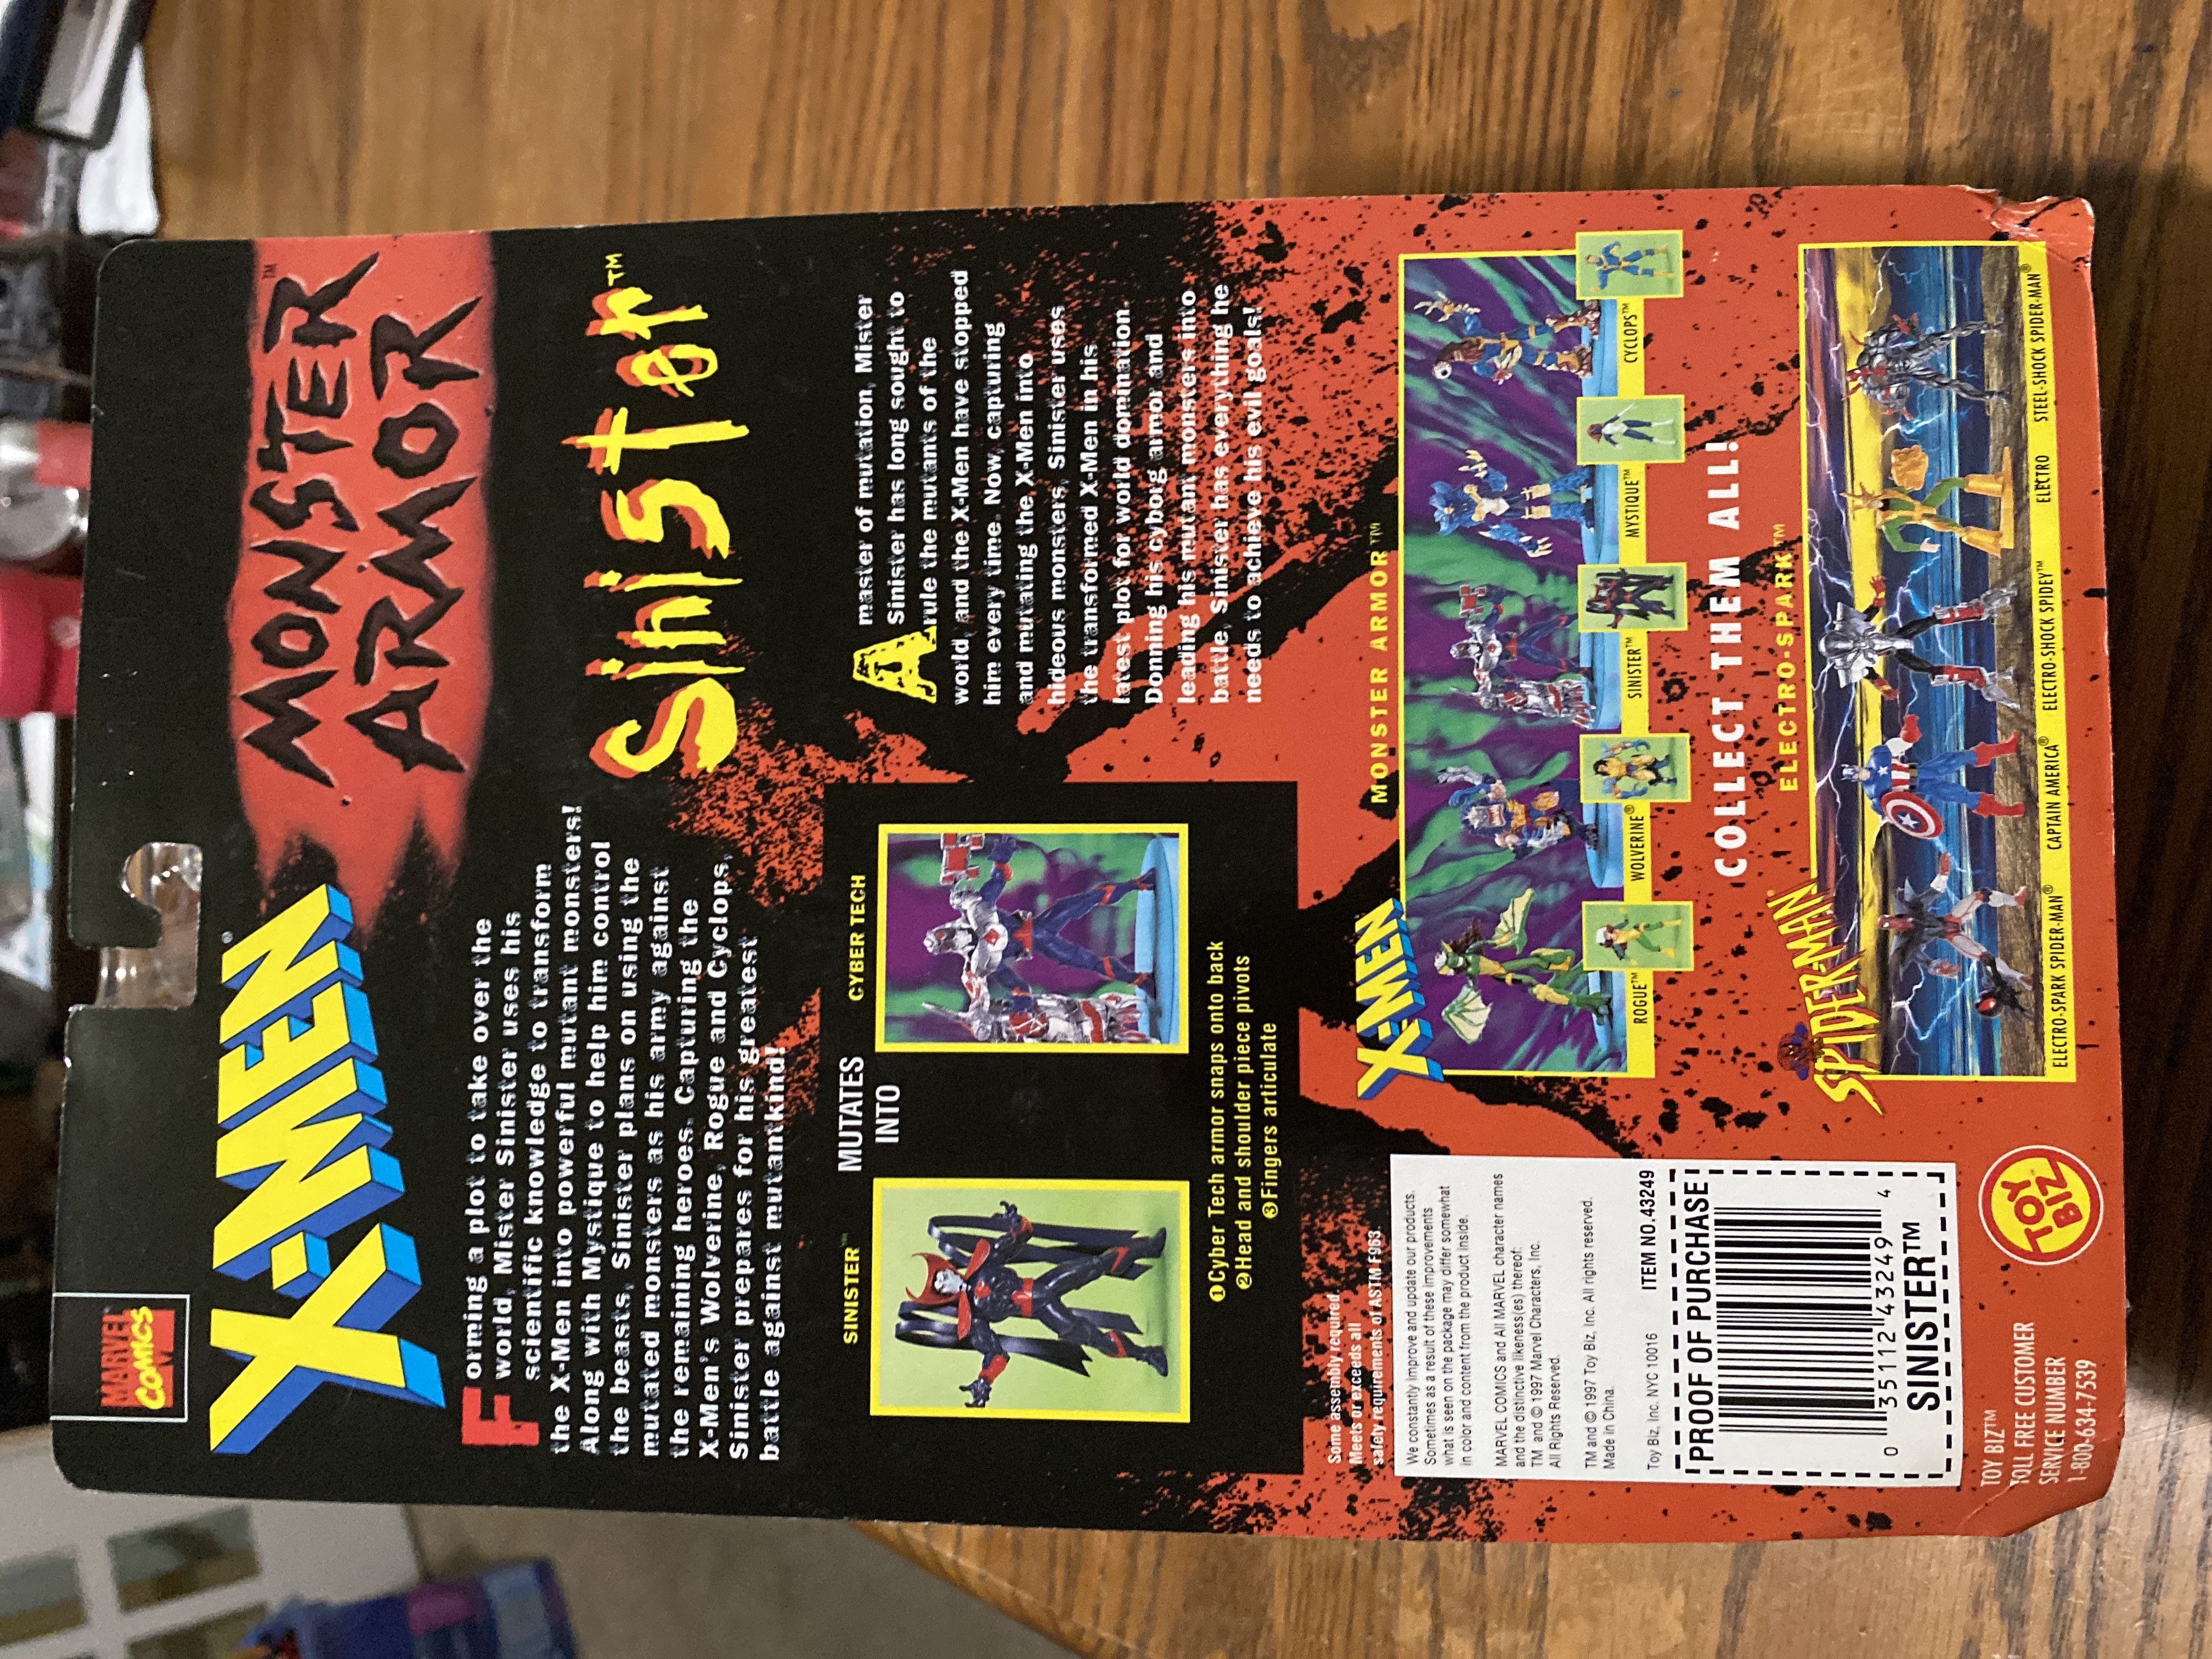 MARVEL
COMICS
X-MEN®
MONSTER™
ARMOR
Forming a plot to take over the
world, Mister Sinister uses his
scientific knowledge to transform
the X-Men into powerful mutant monsters!
Along with Mystique to help him control
the beasts, Sinister plans on using the
mutated monsters as his army against
the remaining heroes. Capturing the
X-Men's Wolverine, Rogue and Cyclops,
Sinister prepares for his greatest
battle against mutantkind!
Sinister™
A master of mutation, Mister
Sinister has long sought to
rule the mutants of the
world, and the X-Men have stopped
him every time. Now, capturing
and mutating the X-Men into
hideous monsters, Sinister uses
the transformed X-Men in his
latest plot for world domination.
Donning his cyborg armor and
leading his mutant monsters into
battle, Sinister has everything he
needs to achieve his evil goals!
SINISTER™
MUTATES
INTO
CYBER TECH
1 Cyber Tech armor snaps onto back
2 Head and shoulder piece pivots
3 Fingers articulate
Some assembly required.
Meets or exceeds all
safety requirements of ASTM F963.
We constantly improve and update our products.
Sometimes as a result of these improvements
what is seen on the package may differ somewhat
in color and content from the product inside.
MARVEL COMICS and All MARVEL character names
and the distinctive likeness(es) thereof:
TM and © 1997 Marvel Characters, Inc.
All Rights Reserved.
TM and © 1997 Toy Biz, Inc. All rights reserved.
Made in China.
Toy Biz, Inc. NYC 10016 ITEM NO.43249
PROOF OF PURCHASE
0 35112 43249 4
SINISTER™
TOY BIZ™
TOLL FREE CUSTOMER
SERVICE NUMBER
1-800-634-7539
TOY
BIZ
X-MEN
MONSTER ARMOR™
ROGUE™ WOLVERINE® SINISTER™ MYSTIQUE™ CYCLOPS™
COLLECT THEM ALL!
SPIDER-MAN®
ELECTRO-SPARK™
ELECTRO-SPARK SPIDER-MAN® CAPTAIN AMERICA® ELECTRO-SHOCK SPIDEY™ ELECTRO STEEL-SHOCK SPIDER-MAN®